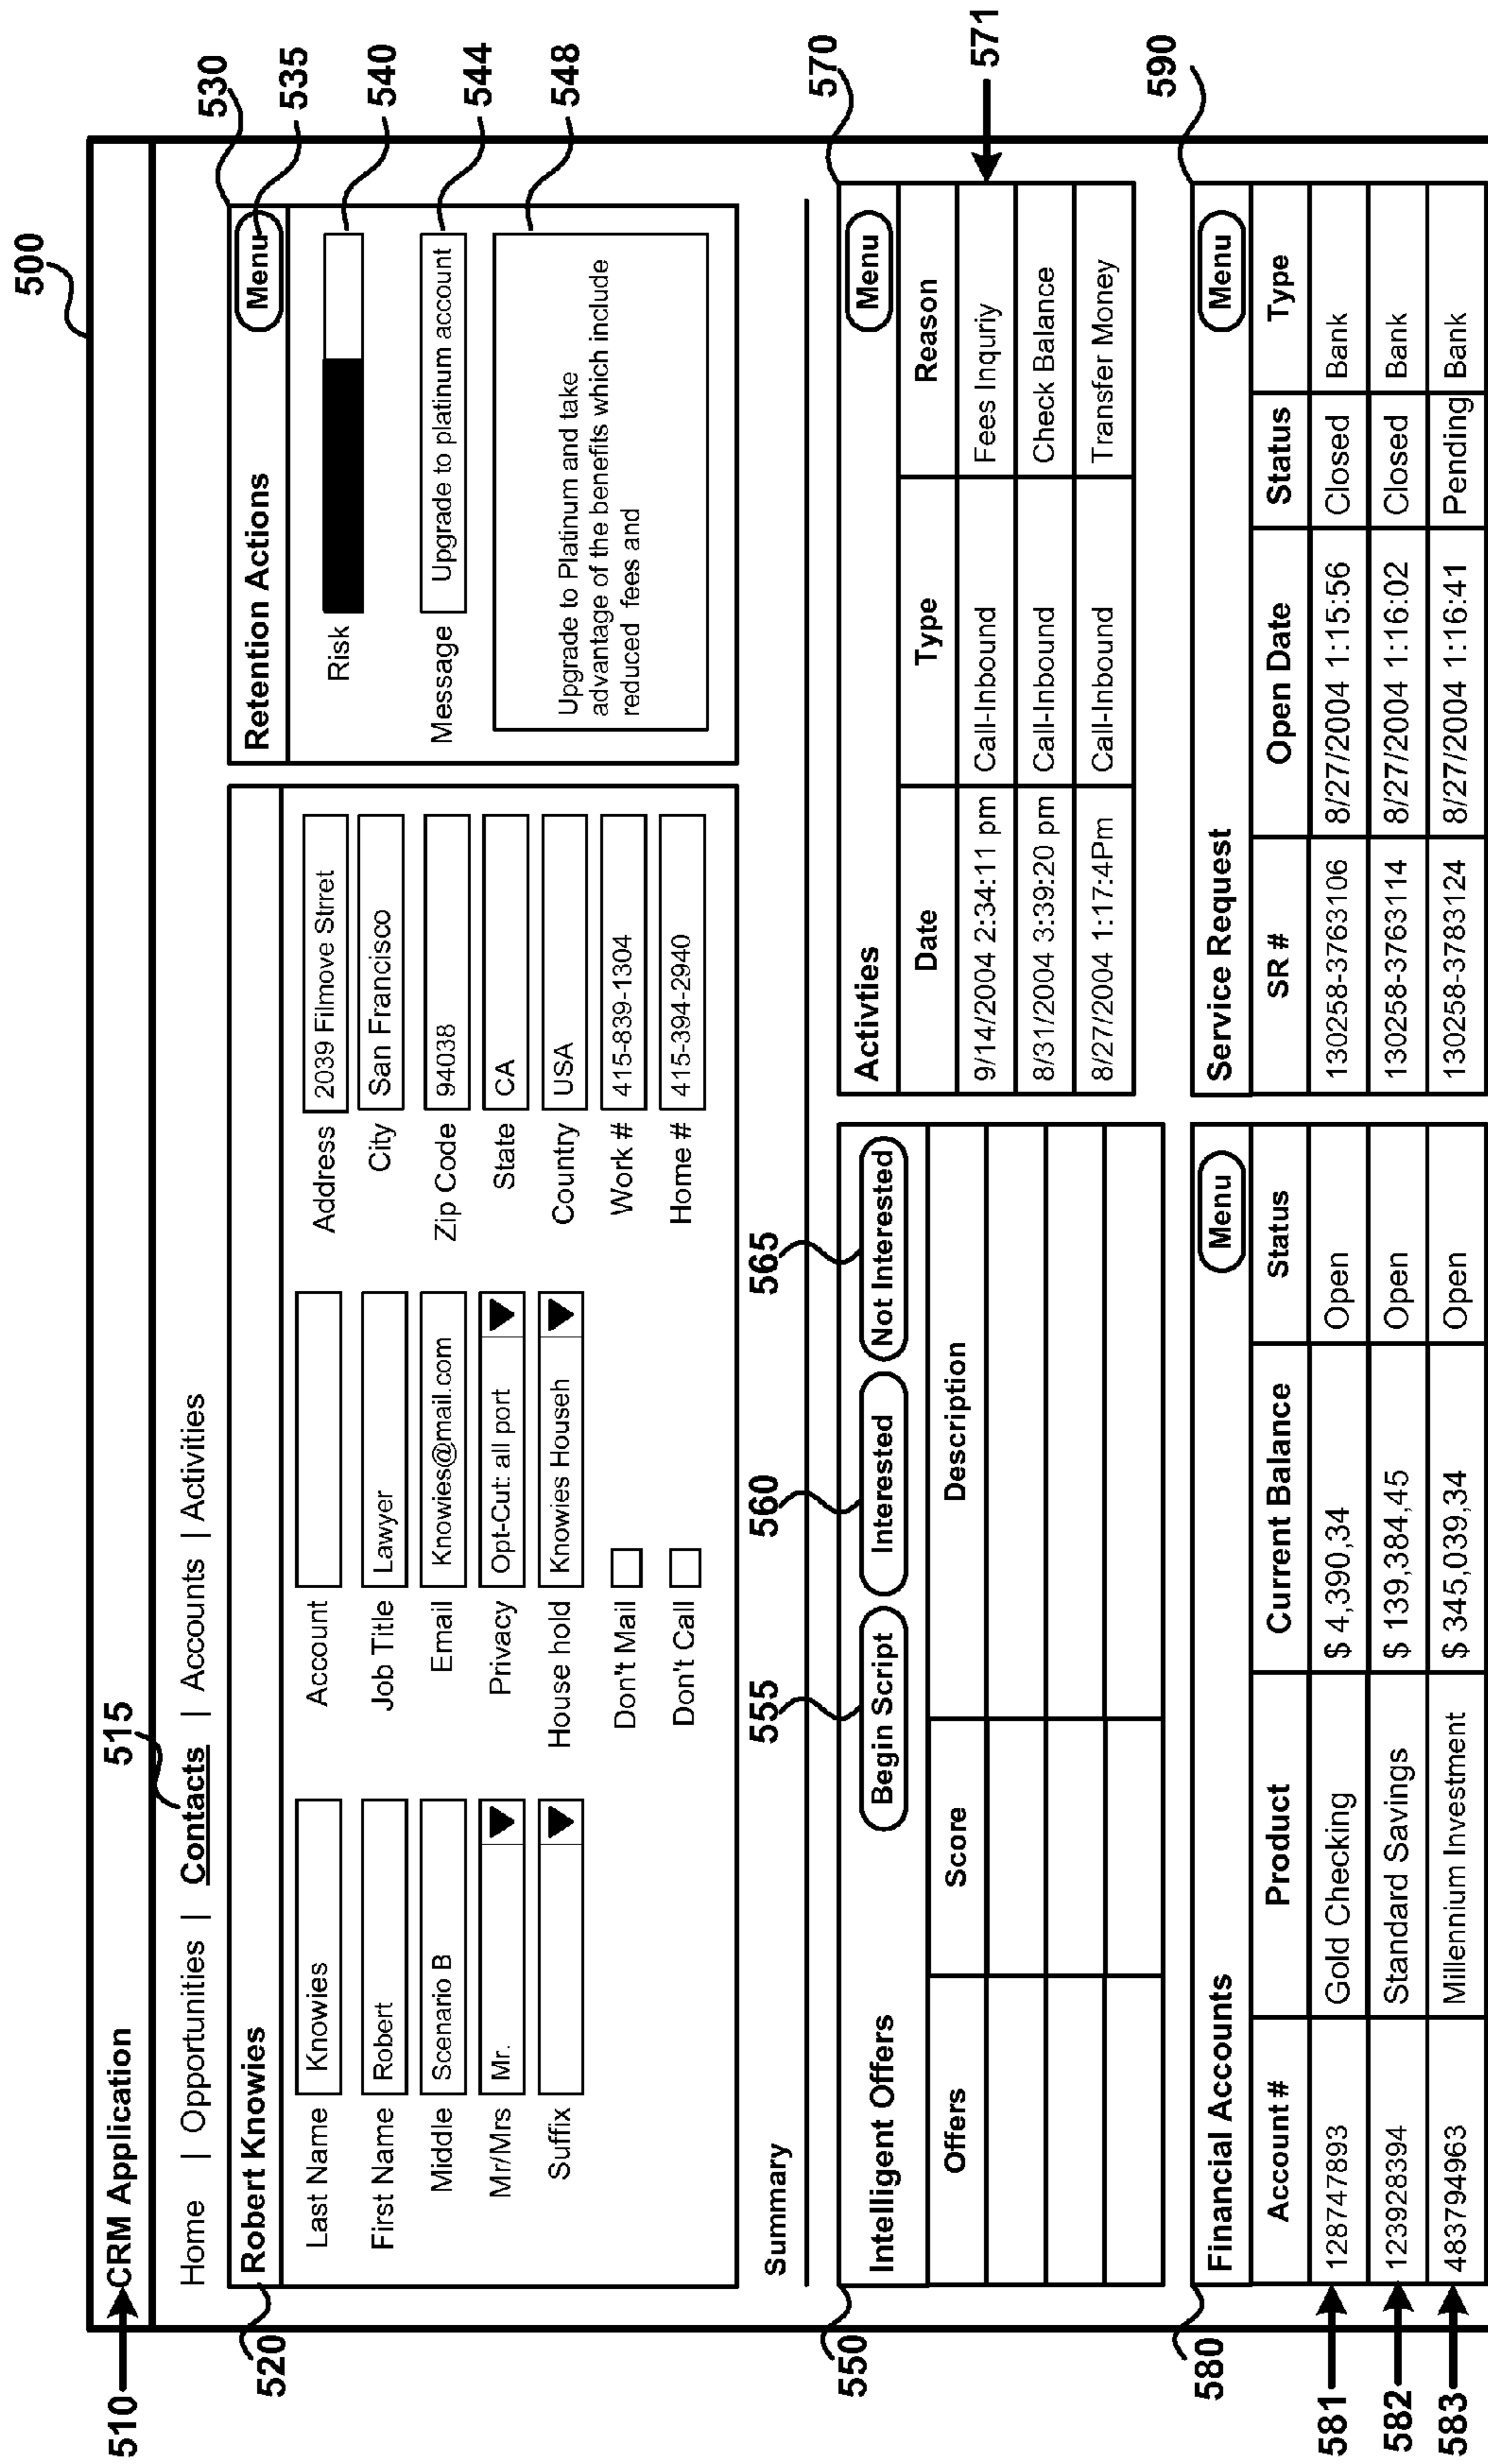 500
510 CRM Application
515
Home | Opportunities | Contacts | Accounts | Activities
520
Robert Knowies
Last Name Knowies
First Name Robert
Middle Scenario B
Mr/Mrs Mr.
Suffix
Account
Job Title Lawyer
Email Knowies@mail.com
Privacy Opt-Cut: all port
House hold Knowies Househ
Don't Mail
Don't Call
Address 2039 Filmove Strret
City San Francisco
Zip Code 94038
State CA
Country USA
Work # 415-839-1304
Home # 415-394-2940
530
Retention Actions Menu 535
Risk 540
Message Upgrade to platinum account 544
548
Upgrade to Platinum and take
advantage of the benefits which include
reduced fees and
Summary
550
555 560 565
Intelligent Offers Begin Script Interested Not Interested
Offers Score Description
570
Activties Menu
Date Type Reason
9/14/2004 2:34:11 pm Call-Inbound Fees Inquriy 571
8/31/2004 3:39:20 pm Call-Inbound Check Balance
8/27/2004 1:17:4Pm Call-Inbound Transfer Money
580
Financial Accounts Menu
Account # Product Current Balance Status
581 128747893 Gold Checking $ 4,390,34 Open
582 123928394 Standard Savings $ 139,384,45 Open
583 483794963 Millennium Investment $ 345,039,34 Open
590
Service Request Menu
SR # Open Date Status Type
130258-3763106 8/27/2004 1:15:56 Closed Bank
130258-3763114 8/27/2004 1:16:02 Closed Bank
130258-3783124 8/27/2004 1:16:41 Pending Bank